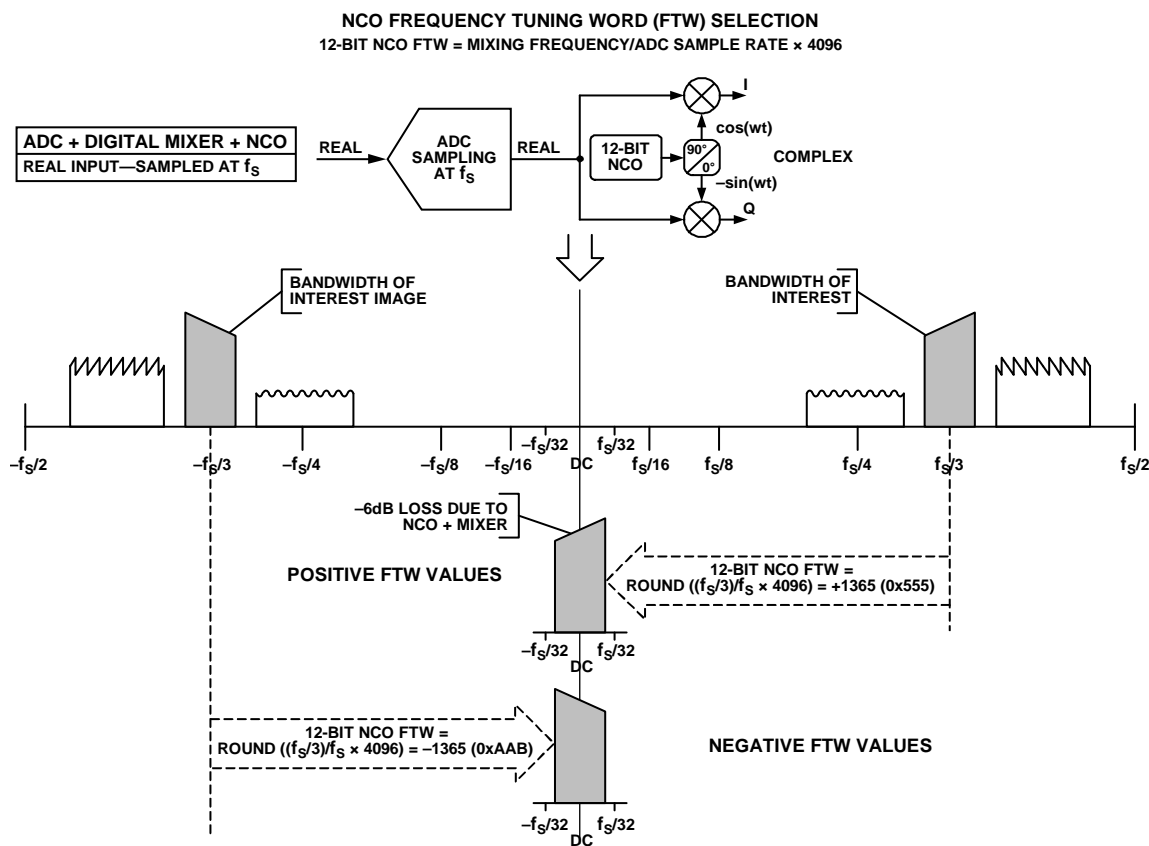 NCO FREQUENCY TUNING WORD (FTW) SELECTION
12-BIT NCO FTW = MIXING FREQUENCY/ADC SAMPLE RATE × 4096
ADC + DIGITAL MIXER + NCO
REAL INPUT—SAMPLED AT fS
REAL
ADC
SAMPLING
AT fS
REAL
12-BIT
NCO
90°
0°
I
cos(wt)
COMPLEX
–sin(wt)
Q
BANDWIDTH OF
INTEREST IMAGE
BANDWIDTH OF
INTEREST
–fS/2
–fS/3
–fS/4
–fS/8
–fS/16
–fS/32
DC
fS/32
fS/16
fS/8
fS/4
fS/3
fS/2
–6dB LOSS DUE TO
NCO + MIXER
POSITIVE FTW VALUES
12-BIT NCO FTW =
ROUND ((fS/3)/fS × 4096) = +1365 (0x555)
–fS/32
DC
fS/32
12-BIT NCO FTW =
ROUND ((fS/3)/fS × 4096) = –1365 (0xAAB)
NEGATIVE FTW VALUES
–fS/32
DC
fS/32